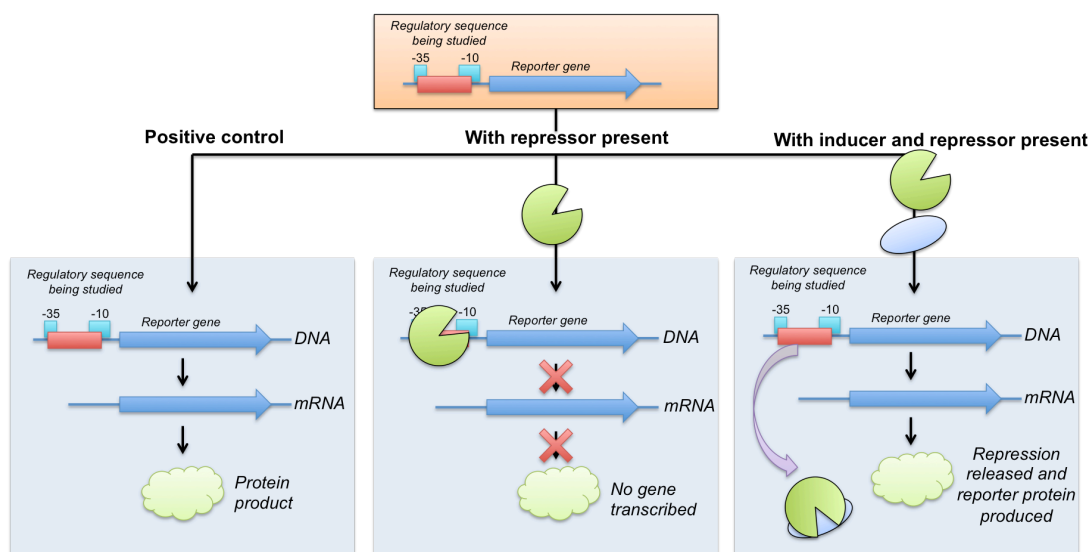 Regulatory sequence
being studied
-35
-10
Reporter gene
Positive control
With repressor present
With inducer and repressor present
Regulatory sequence
being studied
-35
-10
Reporter gene
DNA
mRNA
Protein
product
Regulatory sequence
being studied
-35
-10
Reporter gene
DNA
mRNA
No gene
transcribed
Regulatory sequence
being studied
-35
-10
Reporter gene
DNA
mRNA
Repression
released and
reporter protein
produced